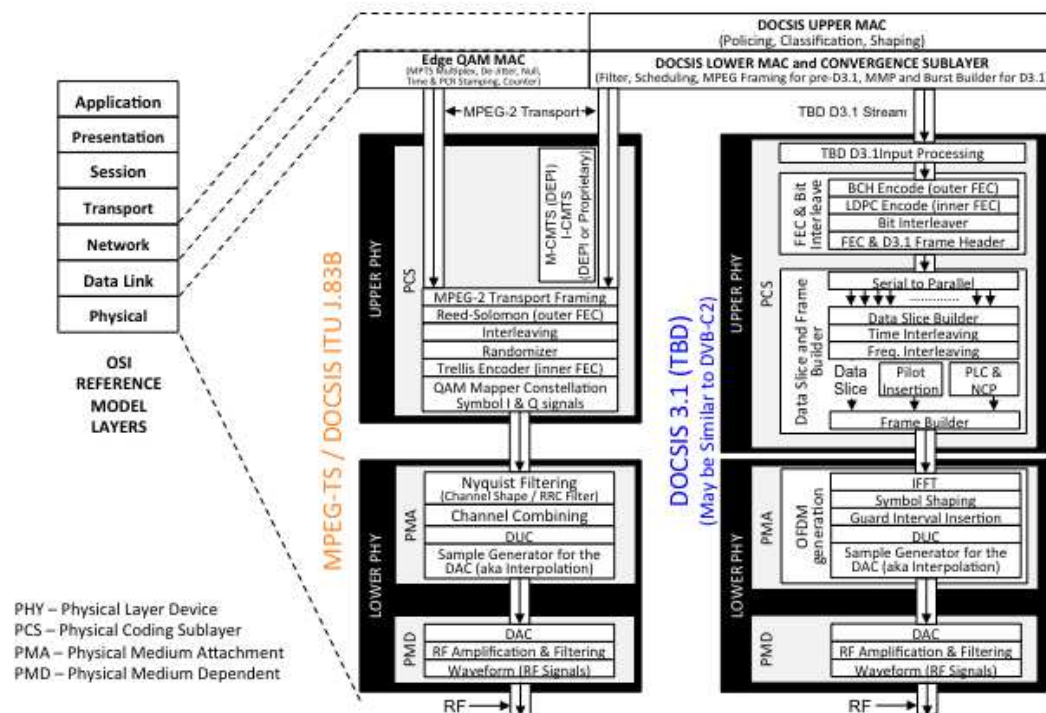 DOCSIS UPPER MAC
(Policing, Classification, Shaping)
Edge QAM MAC
(MPTS Multiplex, De-Jitter, Null,
Time & PCR Stamping, Counter)
DOCSIS LOWER MAC and CONVERGENCE SUBLAYER
(Filter, Scheduling, MPEG Framing for pre-D3.1, MMP and Burst Builder for D3.1)
Application
Presentation
Session
Transport
Network
Data Link
Physical
OSI
REFERENCE
MODEL
LAYERS
PHY – Physical Layer Device
PCS – Physical Coding Sublayer
PMA – Physical Medium Attachment
PMD – Physical Medium Dependent
MPEG-TS / DOCSIS ITU J.83B
MPEG-2 Transport
UPPER PHY
PCS
M-CMTS (DEPI)
I-CMTS
(DEPI or Proprietary)
MPEG-2 Transport Framing
Reed-Solomon (outer FEC)
Interleaving
Randomizer
Trellis Encoder (inner FEC)
QAM Mapper Constellation
Symbol I & Q signals
LOWER PHY
PMA
Nyquist Filtering
(Channel Shape / RRC Filter)
Channel Combining
DUC
Sample Generator for the
DAC (aka Interpolation)
PMD
DAC
RF Amplification & Filtering
Waveform (RF Signals)
RF
DOCSIS 3.1 (TBD)
(May be Similar to DVB-C2)
TBD D3.1 Stream
UPPER PHY
PCS
TBD D3.1Input Processing
FEC & Bit
Interleave
BCH Encode (outer FEC)
LDPC Encode (inner FEC)
Bit Interleaver
FEC & D3.1 Frame Header
Data Slice and Frame
Builder
Serial to Parallel
Data Slice Builder
Time Interleaving
Freq. Interleaving
Data
Slice
Pilot
Insertion
PLC &
NCP
Frame Builder
LOWER PHY
PMA
OFDM
generation
IFFT
Symbol Shaping
Guard Interval Insertion
DUC
Sample Generator for the
DAC (aka Interpolation)
PMD
DAC
RF Amplification & Filtering
Waveform (RF Signals)
RF